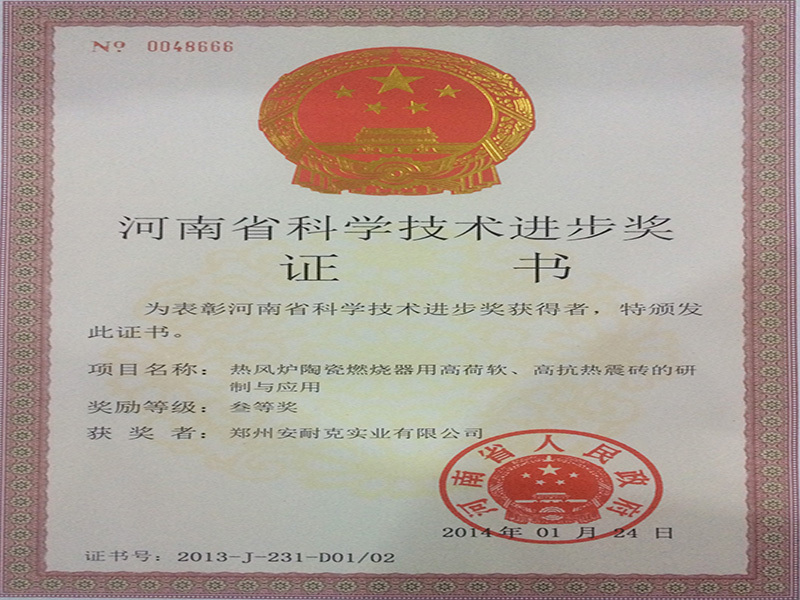 Nº 0048666
河南省科学技术进步奖
证 书
为表彰河南省科学技术进步奖获得者，特颁发
此证书。
项目名称：热风炉陶瓷燃烧器用高荷软、高抗热震砖的研
制与应用
奖励等级：叁等奖
获 奖 者：郑州安耐克实业有限公司
河南省人民政府
2014 年 01 月 24 日
证书号：2013-J-231-D01/02